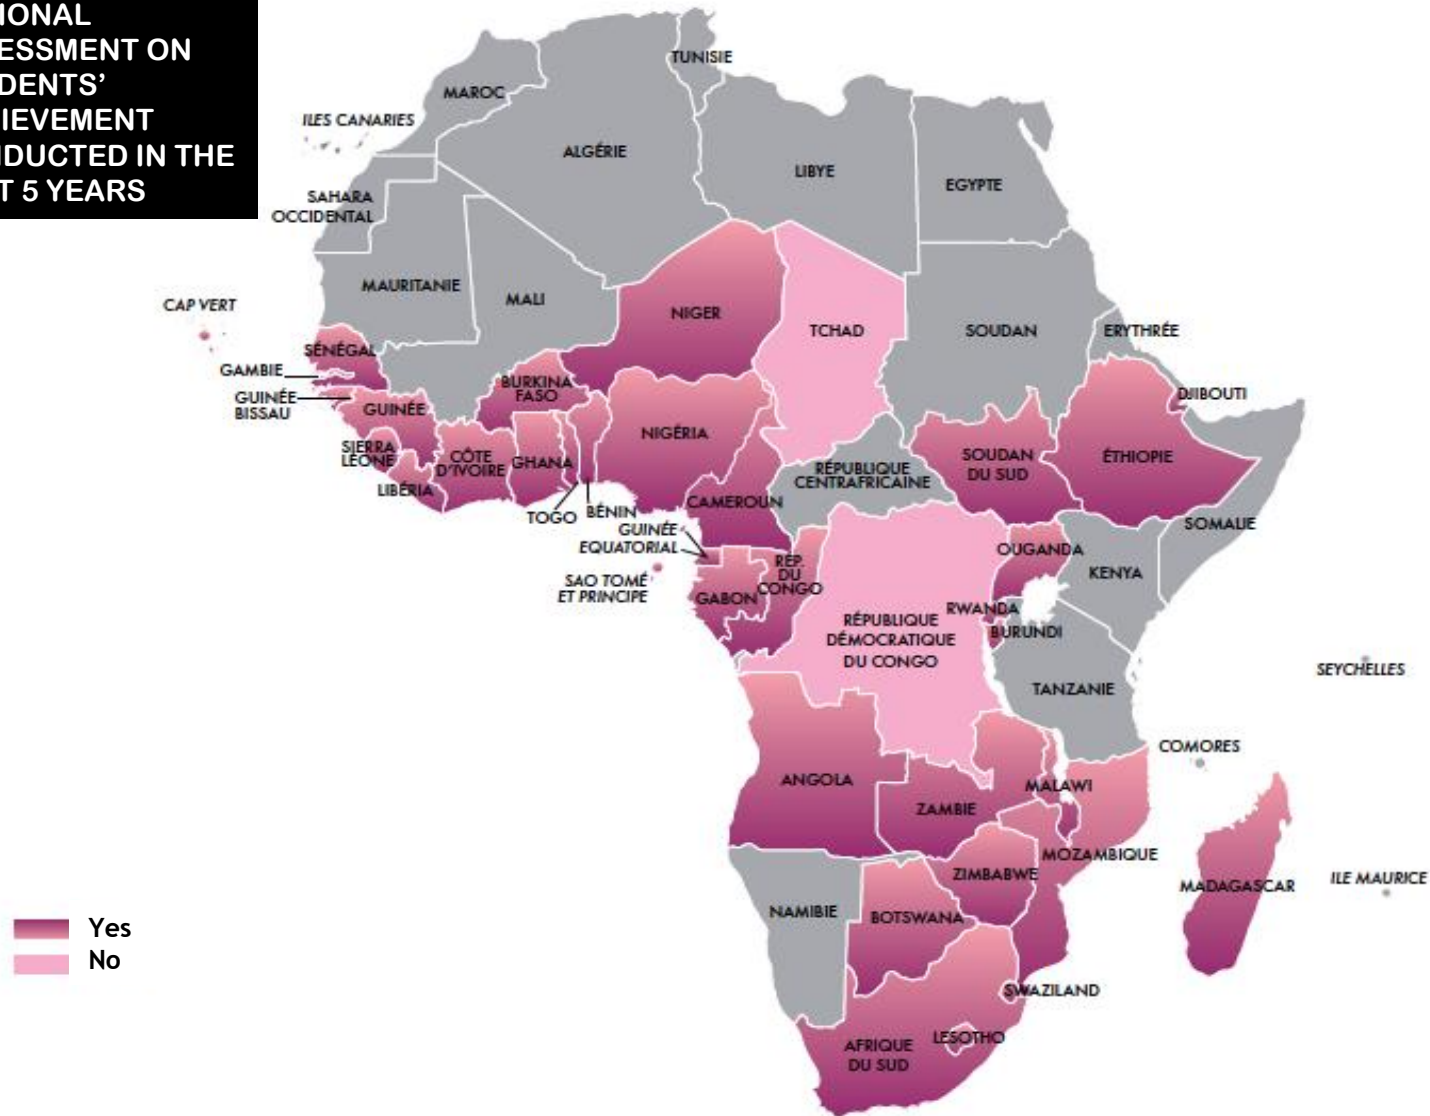 IONAL
ESSMENT ON
DENTS’
IEVEMENT
NDUCTED IN THE
T 5 YEARS
TUNISIE
MAROC
ILES CANARIES
ALGÉRIE
LIBYE
EGYPTE
SAHARA
OCCIDENTAL
MAURITANIE
MALI
CAP VERT
NIGER
TCHAD
SOUDAN
ERYTHRÉE
SÉNÉGAL
GAMBIE
BURKINA
FASO
DJIBOUTI
GUINÉE
BISSAU
GUINÉE
NIGÉRIA
SIERRA
LÉONE
CÔTE
D'IVOIRE
GHANA
SOUDAN
DU SUD
ÉTHIOPIE
RÉPUBLIQUE
CENTRAFRICAINE
LIBÉRIA
CAMEROUN
TOGO
BÉNIN
SOMALIE
GUINÉE
EQUATORIAL
OUGANDA
KENYA
SAO TOMÉ
ET PRINCIPE
GABON
RÉP.
DU
CONGO
RWANDA
BURUNDI
RÉPUBLIQUE
DÉMOCRATIQUE
DU CONGO
SEYCHELLES
TANZANIE
COMORES
ANGOLA
MALAWI
ZAMBIE
MOZAMBIQUE
ZIMBABWE
MADAGASCAR
ILE MAURICE
NAMIBIE
BOTSWANA
Yes
No
SWAZILAND
LESOTHO
AFRIQUE
DU SUD